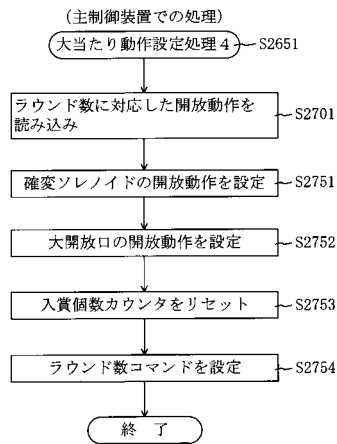 (主制御装置での処理)
大当たり動作設定処理4 S2651
ラウンド数に対応した開放動作を
読み込み
S2701
確変ソレノイドの開放動作を設定 S2751
大開放口の開放動作を設定 S2752
入賞個数カウンタをリセット S2753
ラウンド数コマンドを設定 S2754
終 了